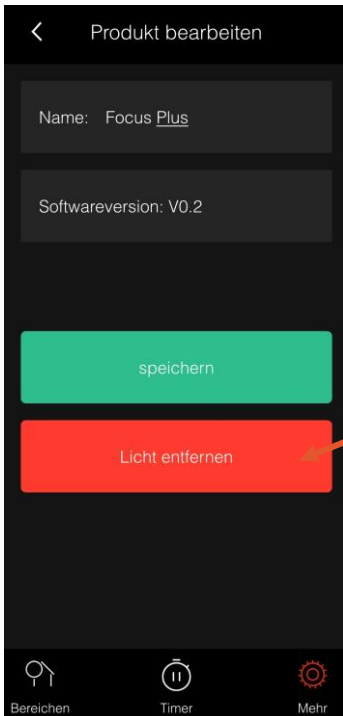 Produkt bearbeiten
Name: Focus Plus
Softwareversion: V0.2
speichern
Licht entfernen
Bereichen Timer Mehr